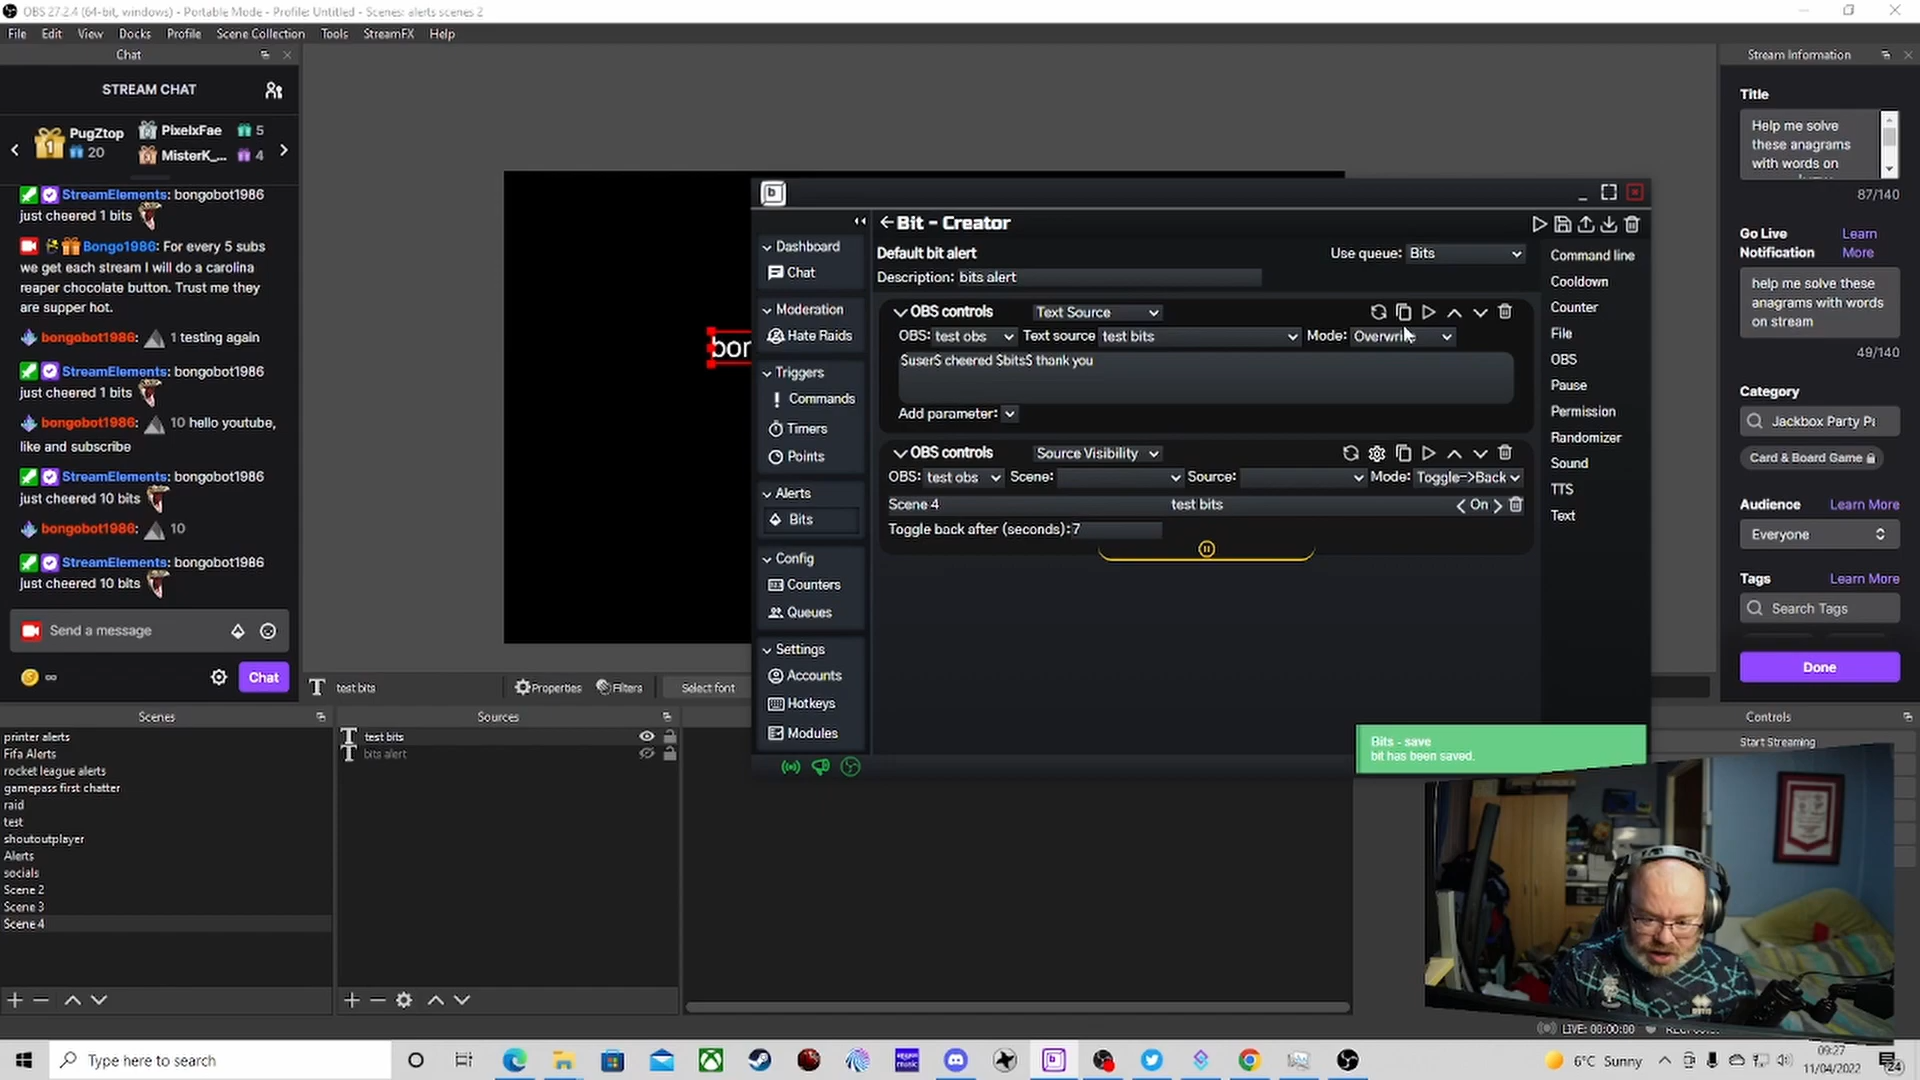 OBS 27.2.4 (64-bit, windows) - Portable Mode - Profile: Untitled - Scenes: alerts scenes 2
File Edit View Docks Profile Scene Collection Tools StreamFX Help
Chat
STREAM CHAT
PugZtop
20
PixelxFae 5
MisterK_... 4
StreamElements: bongobot1986
just cheered 1 bits
Bongo1986: For every 5 subs
we get each stream I will do a carolina
reaper chocolate button. Trust me they
are supper hot.
bongobot1986: 1 testing again
StreamElements: bongobot1986
just cheered 1 bits
bongobot1986: 10 hello youtube,
like and subscribe
StreamElements: bongobot1986
just cheered 10 bits
bongobot1986: 10
StreamElements: bongobot1986
just cheered 10 bits
Send a message
Chat
bon
Bit - Creator
Default bit alert
Use queue: Bits
Description: bits alert
Dashboard
Chat
Moderation
Hate Raids
Triggers
Commands
Timers
Points
Alerts
Bits
Config
Counters
Queues
Settings
Accounts
Hotkeys
Modules
OBS controls Text Source
OBS: test obs Text source test bits Mode: Overwrite
$user$ cheered $bits$ thank you
Add parameter:
OBS controls Source Visibility
OBS: test obs Scene: Source: Mode: Toggle->Back
Scene 4 test bits On
Toggle back after (seconds): 7
Command line
Cooldown
Counter
File
OBS
Pause
Permission
Randomizer
Sound
TTS
Text
Bits - save
bit has been saved.
Stream Information
Title
Help me solve
these anagrams
with words on
87/140
Go Live
Notification
Learn
More
help me solve these
anagrams with words
on stream
49/140
Category
Jackbox Party Pa
Card & Board Game
Audience Learn More
Everyone
Tags Learn More
Search Tags
Done
test bits Properties Filters Select font
Scenes
printer alerts
Fifa Alerts
rocket league alerts
gamepass first chatter
raid
test
shoutoutplayer
Alerts
socials
Scene 2
Scene 3
Scene 4
Sources
test bits
bits alert
Controls
Start Streaming
LIVE: 00:00:00
Type here to search
6°C Sunny
09:27
11/04/2022
24